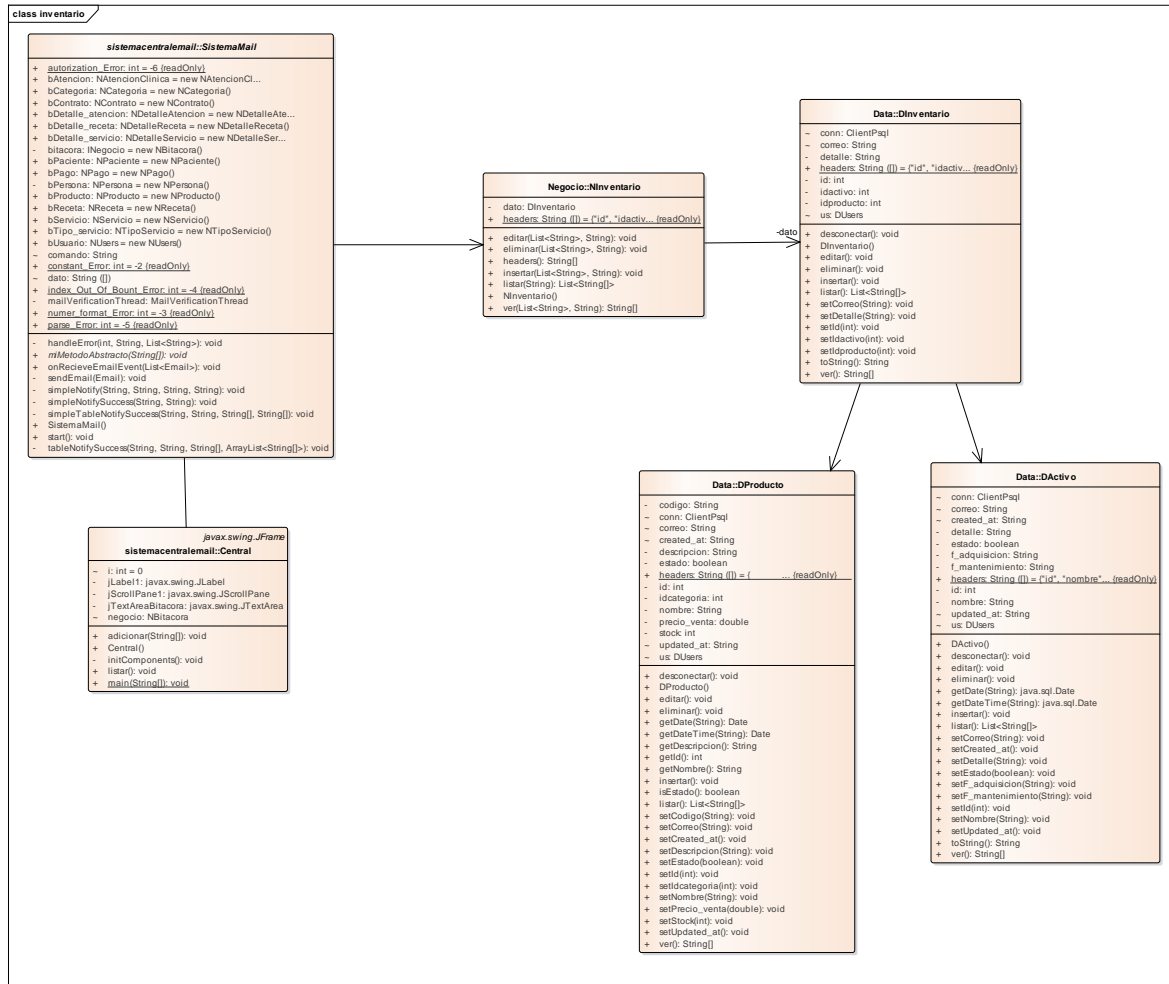 class inventario
sistemacentralemail::SistemaMail
+ autorization_Error: int = -6 {readOnly}
+ bAtencion: NAtencionClinica = new NAtencionCl...
+ bCategoria: NCategoria = new NCategoria()
+ bContrato: NContrato = new NContrato()
+ bDetalle_atencion: NDetalleAtencion = new NDetalleAte...
+ bDetalle_receta: NDetalleReceta = new NDetalleReceta()
+ bDetalle_servicio: NDetalleServicio = new NDetalleSer...
- bitacora: INegocio = new NBitacora()
+ bPaciente: NPaciente = new NPaciente()
+ bPago: NPago = new NPago()
- bPersona: NPersona = new NPersona()
+ bProducto: NProducto = new NProducto()
+ bReceta: NReceta = new NReceta()
+ bServicio: NServicio = new NServicio()
+ bTipo_servicio: NTipoServicio = new NTipoServicio()
+ bUsuario: NUsers = new NUsers()
~ comando: String
+ constant_Error: int = -2 {readOnly}
~ dato: String ([])
+ index_Out_Of_Bount_Error: int = -4 {readOnly}
- mailVerificationThread: MailVerificationThread
+ numer_format_Error: int = -3 {readOnly}
+ parse_Error: int = -5 {readOnly}
- handleError(int, String, List<String>): void
+ miMetodoAbstracto(String[]): void
+ onRecieveEmailEvent(List<Email>): void
- sendEmail(Email): void
- simpleNotify(String, String, String, String): void
- simpleNotifySuccess(String, String): void
- simpleTableNotifySuccess(String, String, String[], String[]): void
+ SistemaMail()
+ start(): void
- tableNotifySuccess(String, String, String[], ArrayList<String[]>): void
javax.swing.JFrame
sistemacentralemail::Central
~ i: int = 0
- jLabel1: javax.swing.JLabel
- jScrollPane1: javax.swing.JScrollPane
- jTextAreaBitacora: javax.swing.JTextArea
~ negocio: NBitacora
+ adicionar(String[]): void
+ Central()
- initComponents(): void
+ listar(): void
+ main(String[]): void
Negocio::NInventario
- dato: DInventario
+ headers: String ([]) = {"id", "idactiv... {readOnly}
+ editar(List<String>, String): void
+ eliminar(List<String>, String): void
+ headers(): String[]
+ insertar(List<String>, String): void
+ listar(String): List<String[]>
+ NInventario()
+ ver(List<String>, String): String[]
-dato
Data::DInventario
~ conn: ClientPsql
~ correo: String
- detalle: String
+ headers: String ([]) = {"id", "idactiv... {readOnly}
- id: int
- idactivo: int
- idproducto: int
~ us: DUsers
+ desconectar(): void
+ DInventario()
+ editar(): void
+ eliminar(): void
+ insertar(): void
+ listar(): List<String[]>
+ setCorreo(String): void
+ setDetalle(String): void
+ setId(int): void
+ setIdactivo(int): void
+ setIdproducto(int): void
+ toString(): String
+ ver(): String[]
Data::DProducto
- codigo: String
~ conn: ClientPsql
~ correo: String
~ created_at: String
- descripcion: String
- estado: boolean
+ headers: String ([]) = { ... {readOnly}
- id: int
- idcategoria: int
- nombre: String
- precio_venta: double
- stock: int
~ updated_at: String
~ us: DUsers
+ desconectar(): void
+ DProducto()
+ editar(): void
+ eliminar(): void
+ getDate(String): Date
+ getDateTime(String): Date
+ getDescripcion(): String
+ getId(): int
+ getNombre(): String
+ insertar(): void
+ isEstado(): boolean
+ listar(): List<String[]>
+ setCodigo(String): void
+ setCorreo(String): void
+ setCreated_at(): void
+ setDescripcion(String): void
+ setEstado(boolean): void
+ setId(int): void
+ setIdcategoria(int): void
+ setNombre(String): void
+ setPrecio_venta(double): void
+ setStock(int): void
+ setUpdated_at(): void
+ ver(): String[]
Data::DActivo
~ conn: ClientPsql
~ correo: String
~ created_at: String
- detalle: String
- estado: boolean
- f_adquisicion: String
- f_mantenimiento: String
+ headers: String ([]) = {"id", "nombre"... {readOnly}
- id: int
- nombre: String
~ updated_at: String
~ us: DUsers
+ DActivo()
+ desconectar(): void
+ editar(): void
+ eliminar(): void
+ getDate(String): java.sql.Date
+ getDateTime(String): java.sql.Date
+ insertar(): void
+ listar(): List<String[]>
+ setCorreo(String): void
+ setCreated_at(): void
+ setDetalle(String): void
+ setEstado(boolean): void
+ setF_adquisicion(String): void
+ setF_mantenimiento(String): void
+ setId(int): void
+ setNombre(String): void
+ setUpdated_at(): void
+ toString(): String
+ ver(): String[]